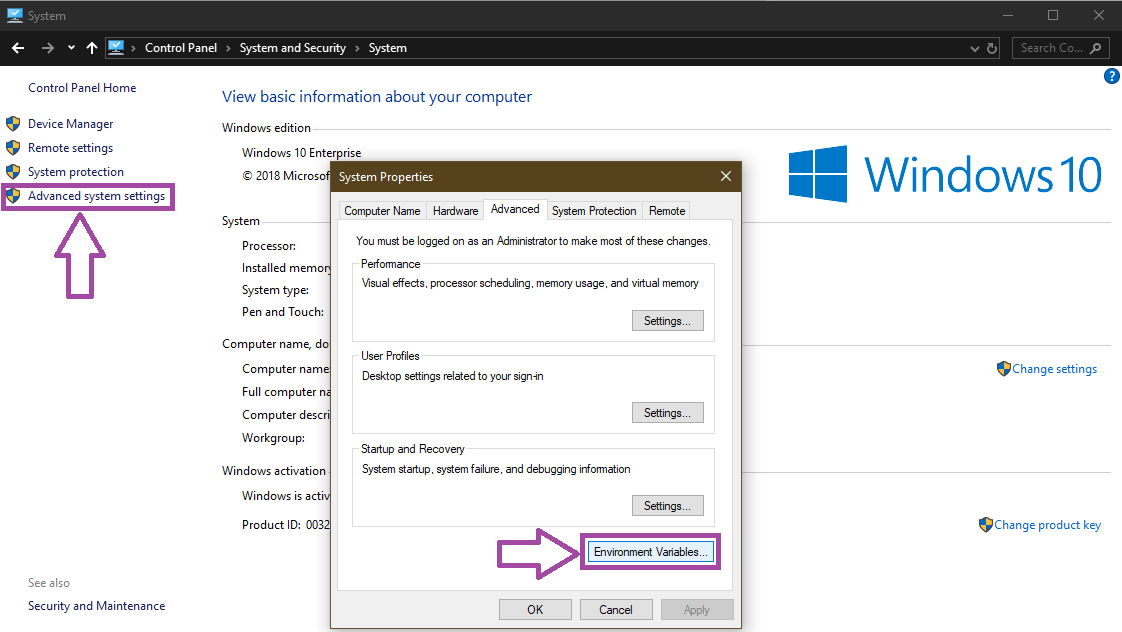 System
Control Panel > System and Security > System
Search Co...
Control Panel Home
Device Manager
Remote settings
System protection
Advanced system settings
See also
Security and Maintenance
?
View basic information about your computer
Windows edition
Windows 10 Enterprise
© 2018 Microsof
Windows 10
System
Processor:
Installed memory
System type:
Pen and Touch:
Computer name, do
Computer name
Full computer na
Computer descri
Workgroup:
Change settings
Windows activation
Windows is activ
Product ID: 0032
Change product key
System Properties
Computer Name
Hardware
Advanced
System Protection
Remote
You must be logged on as an Administrator to make most of these changes.
Performance
Visual effects, processor scheduling, memory usage, and virtual memory
Settings...
User Profiles
Desktop settings related to your sign-in
Settings...
Startup and Recovery
System startup, system failure, and debugging information
Settings...
Environment Variables...
OK
Cancel
Apply